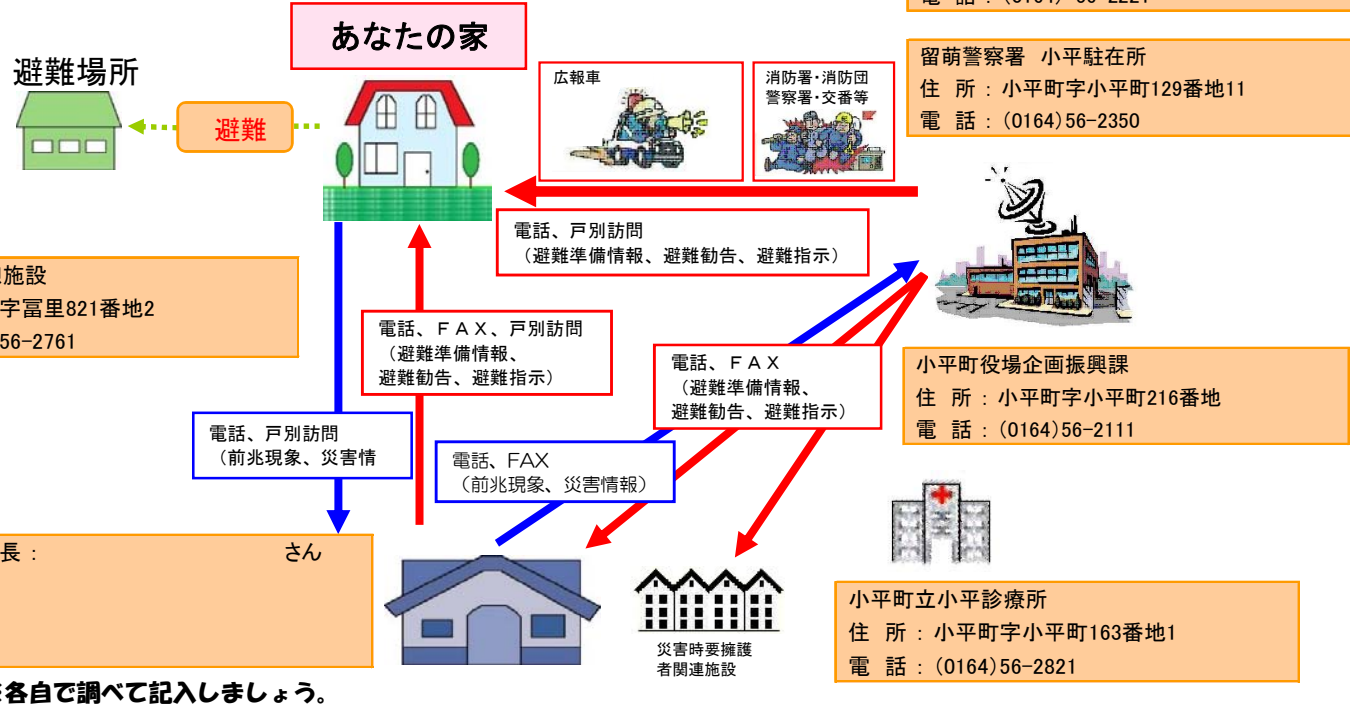 あなたの家
避難場所
避難
広報車
消防署・消防団
警察署・交番等
留萌警察署 小平駐在所
住 所 : 小平町字小平町129番地11
電 話 : (0164)56-2350
電話、戸別訪問
(避難準備情報、避難勧告、避難指示)
施設
字冨里821番地2
56-2761
電話、FAX、戸別訪問
(避難準備情報、
避難勧告、避難指示)
電話、FAX
(避難準備情報、
避難勧告、避難指示)
小平町役場企画振興課
住 所 : 小平町字小平町216番地
電 話 : (0164)56-2111
電話、戸別訪問
(前兆現象、災害情
電話、FAX
(前兆現象、災害情報)
長 : さん
災害時要擁護
者関連施設
小平町立小平診療所
住 所 : 小平町字小平町163番地1
電 話 : (0164)56-2821
各自で調べて記入しましょう。